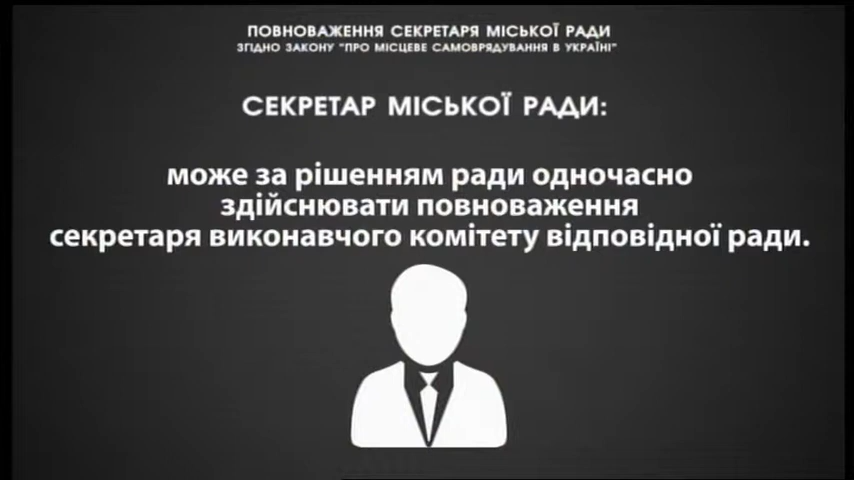 ПОВНОВАЖЕННЯ СЕКРЕТАРЯ МІСЬКОЇ РАДИ
ЗГІДНО ЗАКОНУ "ПРО МІСЦЕВЕ САМОВРЯДУВАННЯ В УКРАЇНІ"
СЕКРЕТАР МІСЬКОЇ РАДИ:
може за рішенням ради одночасно
здійснювати повноваження
секретаря виконавчого комітету відповідної ради.